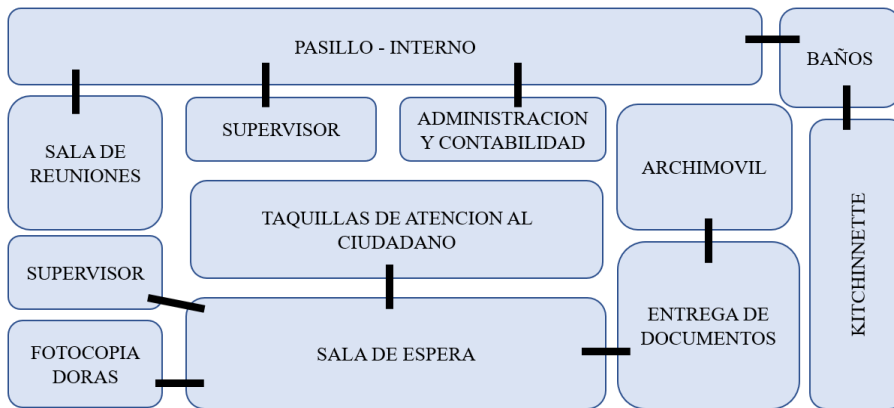 PASILLO - INTERNO
BAÑOS
SUPERVISOR
ADMINISTRACION
Y CONTABILIDAD
SALA DE
REUNIONES
ARCHIMOVIL
TAQUILLAS DE ATENCION AL
CIUDADANO
SUPERVISOR
KITCHINNETTE
ENTREGA DE
DOCUMENTOS
SALA DE ESPERA
FOTOCOPIA
DORAS